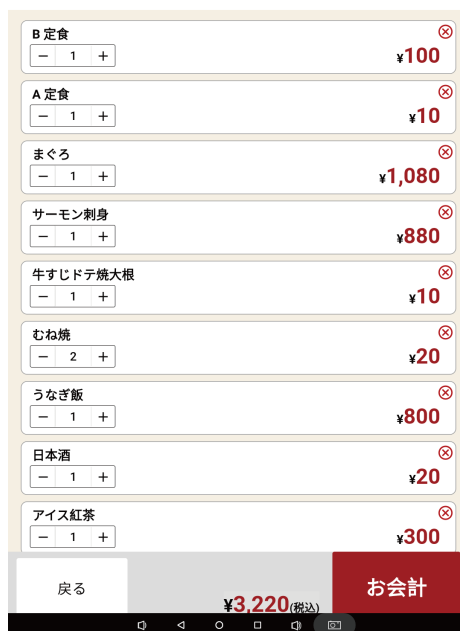 B 定食
− 1 +
¥100
A 定食
− 1 +
¥10
まぐろ
− 1 +
¥1,080
サーモン刺身
− 1 +
¥880
牛すじドテ焼大根
− 1 +
¥10
むね焼
− 2 +
¥20
うなぎ飯
− 1 +
¥800
日本酒
− 1 +
¥20
アイス紅茶
− 1 +
¥300
戻る
¥3,220(税込)
お会計